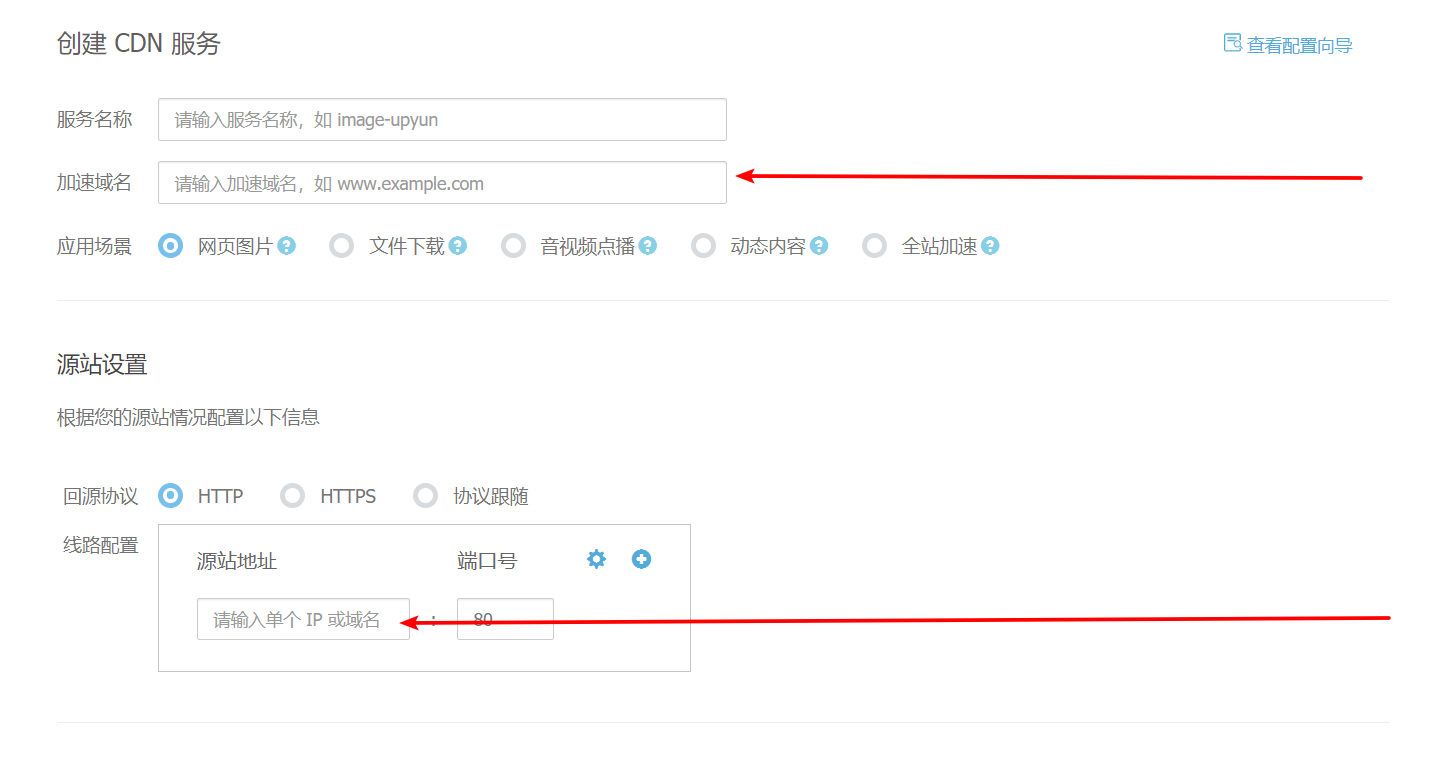 创建 CDN 服务
查看配置向导
服务名称 请输入服务名称，如 image-upyun
加速域名 请输入加速域名，如 www.example.com
应用场景 网页图片 ? 文件下载 ? 音视频点播 ? 动态内容 ? 全站加速 ?
源站设置
根据您的源站情况配置以下信息
回源协议 HTTP HTTPS 协议跟随
线路配置
源站地址 端口号
请输入单个 IP 或域名 : 80